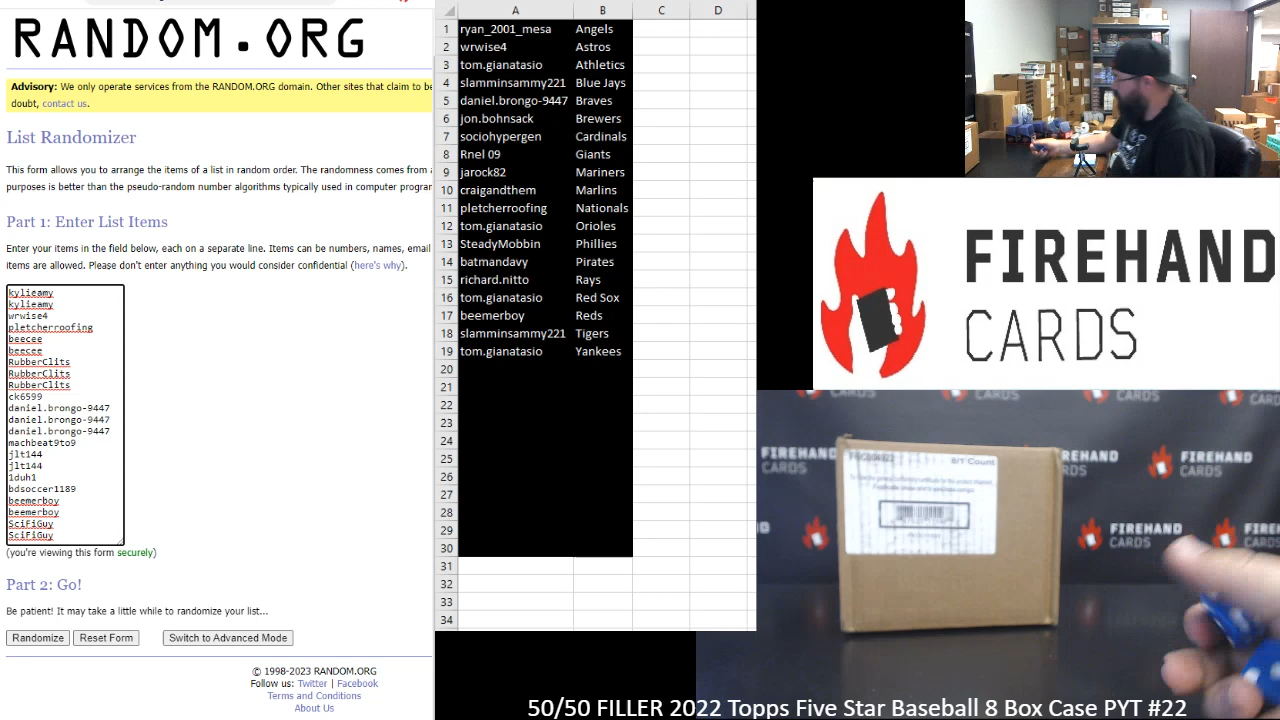 RANDOM.ORG
Advisory: We only operate services from the RANDOM.ORG domain. Other sites that claim to be
doubt, contact us.
List Randomizer
This form allows you to arrange the items of a list in random order. The randomness comes from
purposes is better than the pseudo-random number algorithms typically used in computer program
Part 1: Enter List Items
Enter your items in the field below, each on a separate line. Items can be numbers, names, email
items are allowed. Please don't enter anything you would consider confidential (here's why).
kylieamy
kylieamy
wrwise4
pletcherroofing
beecee
beecee
RubberClits
RubberClits
RubberClits
ck6599
daniel.brongo-9447
daniel.brongo-9447
daniel.brongo-9447
machbeat9to9
jlt144
jlt144
1duh1
bdsoccer1189
beemerboy
beemerboy
SciFiGuy
SciFiGuy
(you're viewing this form securely)
Part 2: Go!
Be patient! It may take a little while to randomize your list...
Randomize Reset Form Switch to Advanced Mode
© 1998-2023 RANDOM.ORG
Follow us: Twitter | Facebook
Terms and Conditions
About Us
A B C D
1 ryan_2001_mesa Angels
2 wrwise4 Astros
3 tom.gianatasio Athletics
4 slamminsammy221 Blue Jays
5 daniel.brongo-9447 Braves
6 jon.bohnsack Brewers
7 sociohypergen Cardinals
8 Rnel 09 Giants
9 jarock82 Mariners
10 craigandthem Marlins
11 pletcherroofing Nationals
12 tom.gianatasio Orioles
13 SteadyMobbin Phillies
14 batmandavy Pirates
15 richard.nitto Rays
16 tom.gianatasio Red Sox
17 beemerboy Reds
18 slamminsammy221 Tigers
19 tom.gianatasio Yankees
20
21
22
23
24
25
26
27
28
29
30
31
32
33
34
FIREHAND
CARDS
CARDS
CARDS
CARDS
FIREHAND
CARDS
8/T Count
FIREHAND
CARDS
FIREHAND
CARDS
50/50 FILLER 2022 Topps Five Star Baseball 8 Box Case PYT #22